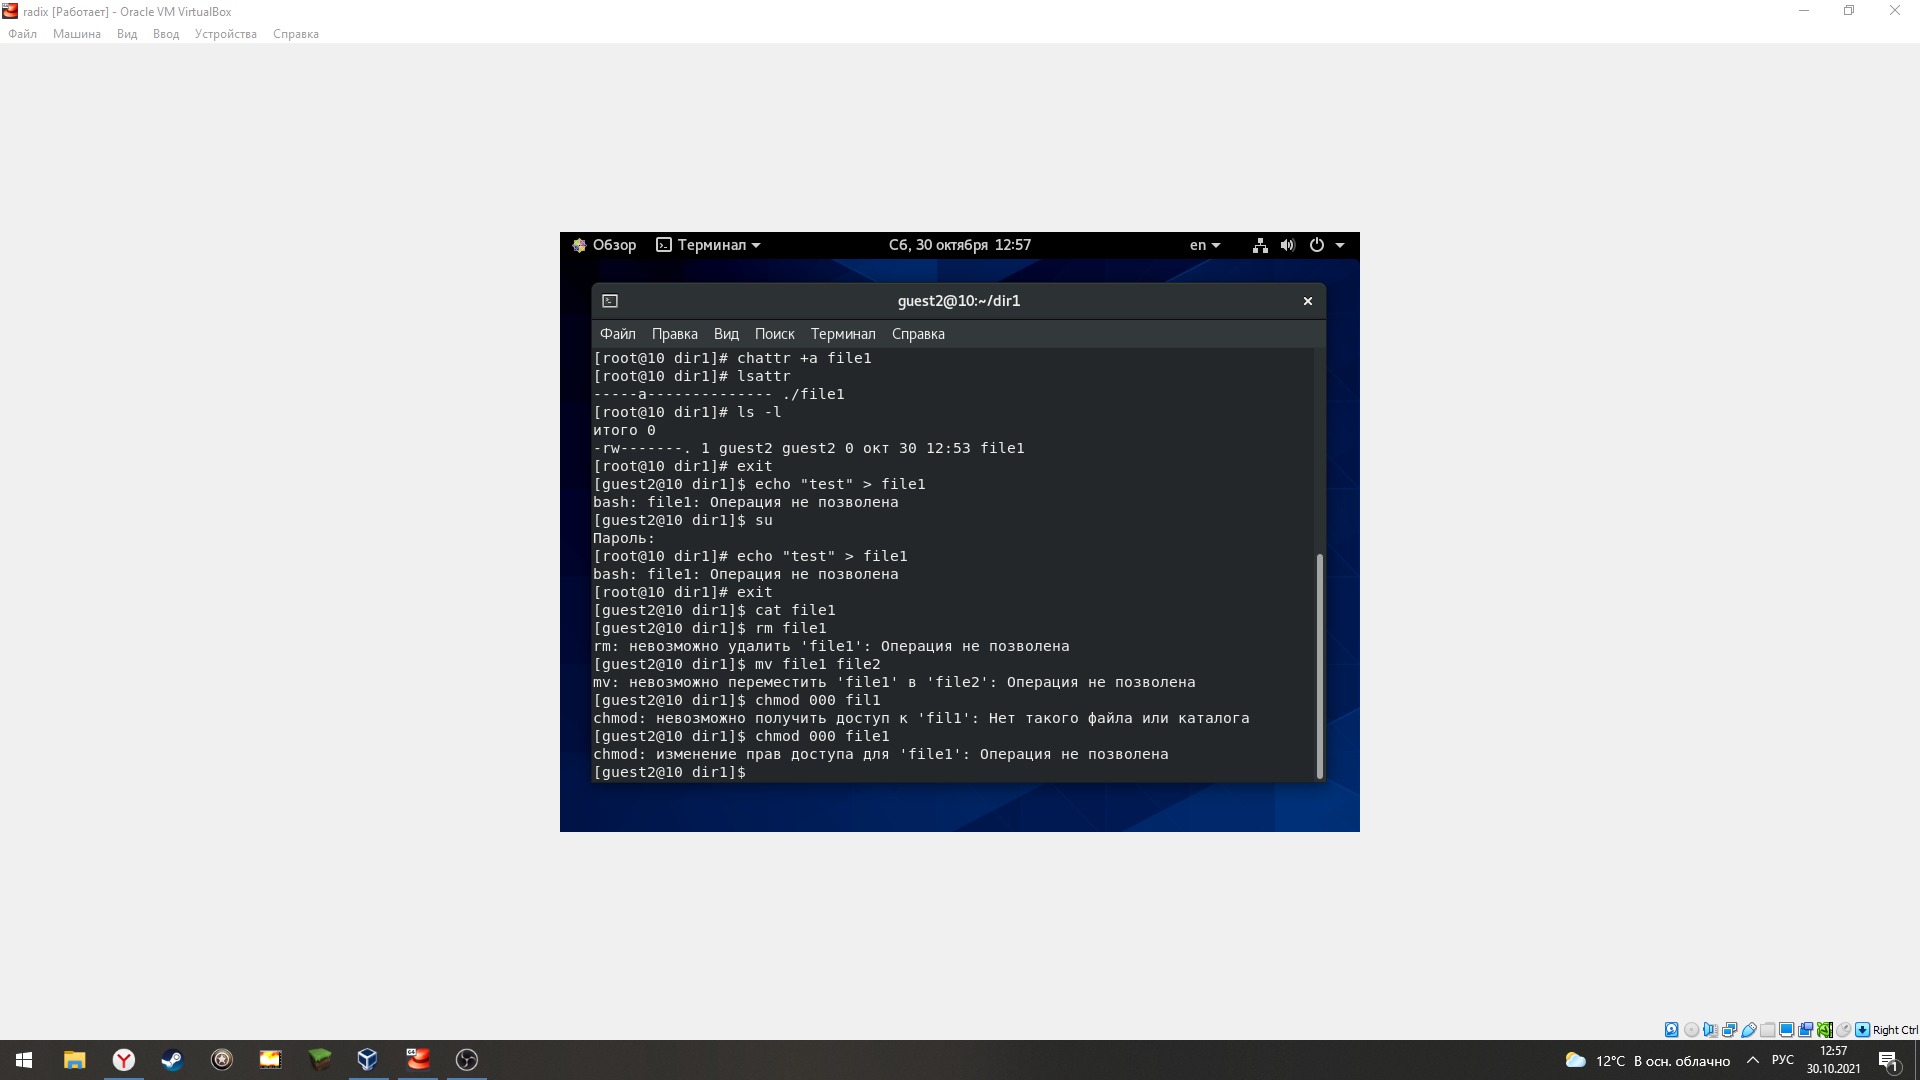 radix [Работает] - Oracle VM VirtualBox
Файл Машина Вид Ввод Устройства Справка
Обзор Терминал Сб, 30 октября 12:57 en
guest2@10:~/dir1
Файл Правка Вид Поиск Терминал Справка
[root@10 dir1]# chattr +a file1
[root@10 dir1]# lsattr
-----a-------------- ./file1
[root@10 dir1]# ls -l
итого 0
-rw-------. 1 guest2 guest2 0 окт 30 12:53 file1
[root@10 dir1]# exit
[guest2@10 dir1]$ echo "test" > file1
bash: file1: Операция не позволена
[guest2@10 dir1]$ su
Пароль:
[root@10 dir1]# echo "test" > file1
bash: file1: Операция не позволена
[root@10 dir1]# exit
[guest2@10 dir1]$ cat file1
[guest2@10 dir1]$ rm file1
rm: невозможно удалить 'file1': Операция не позволена
[guest2@10 dir1]$ mv file1 file2
mv: невозможно переместить 'file1' в 'file2': Операция не позволена
[guest2@10 dir1]$ chmod 000 fil1
chmod: невозможно получить доступ к 'fil1': Нет такого файла или каталога
[guest2@10 dir1]$ chmod 000 file1
chmod: изменение прав доступа для 'file1': Операция не позволена
[guest2@10 dir1]$
Right Ctrl
12°C В осн. облачно РУС 12:57
30.10.2021
1